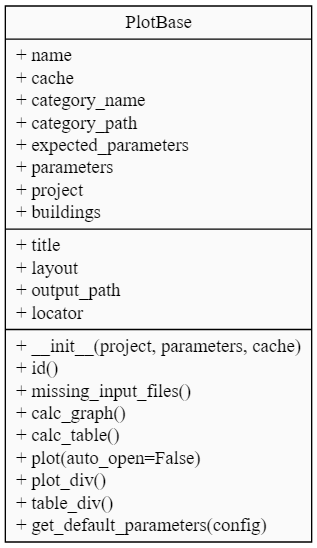 PlotBase
+ name
+ cache
+ category_name
+ category_path
+ expected_parameters
+ parameters
+ project
+ buildings
+ title
+ layout
+ output_path
+ locator
+ __init__(project, parameters, cache)
+ id()
+ missing_input_files()
+ calc_graph()
+ calc_table()
+ plot(auto_open=False)
+ plot_div()
+ table_div()
+ get_default_parameters(config)